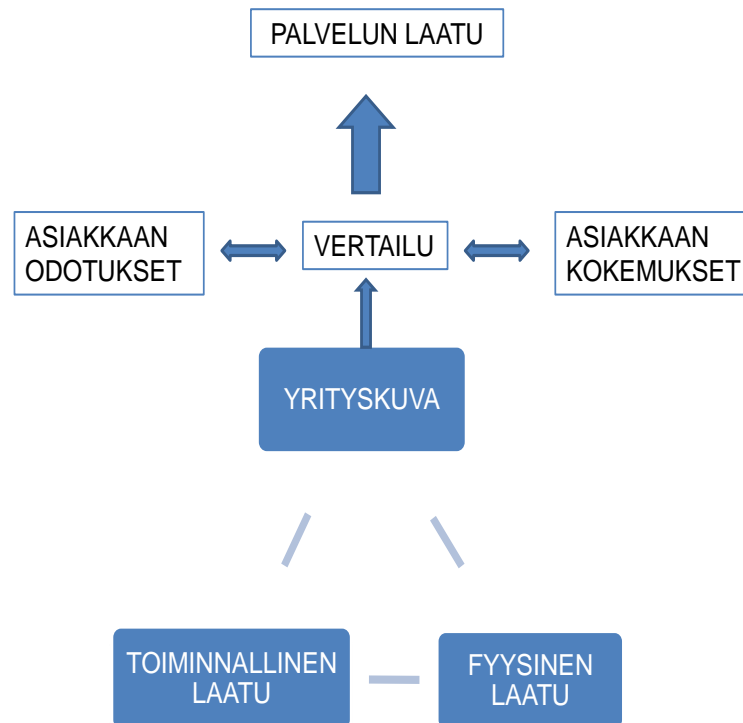 PALVELUN LAATU
ASIAKKAAN
ODOTUKSET
VERTAILU
ASIAKKAAN
KOKEMUKSET
YRITYSKUVA
TOIMINNALLINEN
LAATU
FYYSINEN
LAATU